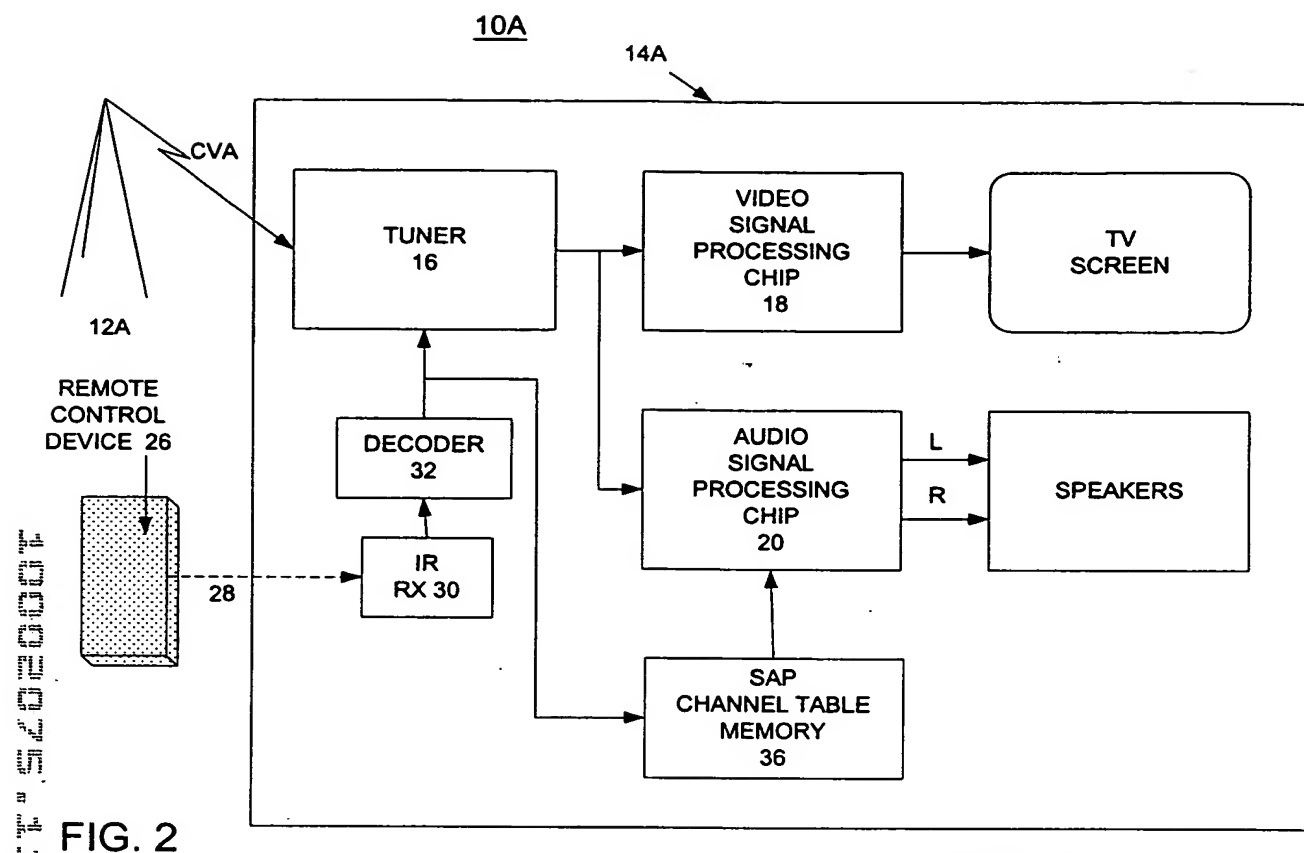 10A
14A
CVA
TUNER
16
VIDEO
SIGNAL
PROCESSING
CHIP
18
TV
SCREEN
12A
REMOTE
CONTROL
DEVICE 26
DECODER
32
AUDIO
SIGNAL
PROCESSING
CHIP
20
L
R
SPEAKERS
IR
RX 30
28
SAP
CHANNEL TABLE
MEMORY
36
FIG. 2